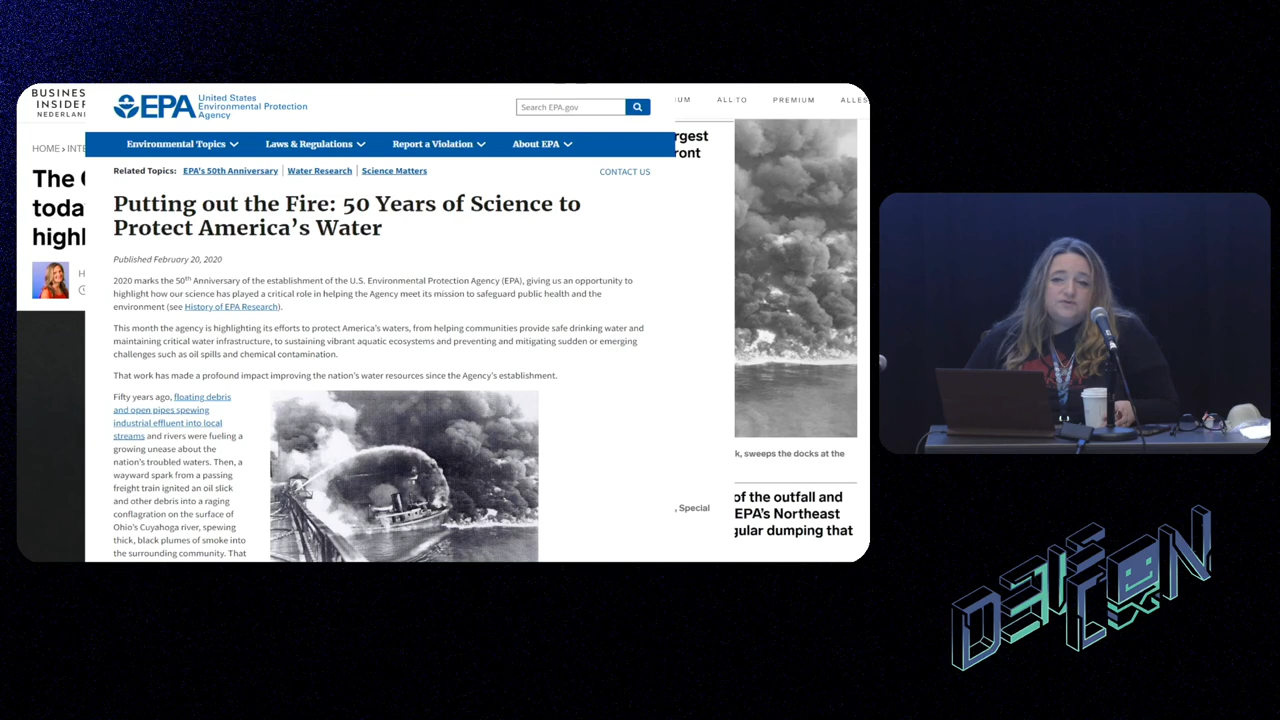 BUSINES
INSIDER
NEDERLAN
HOME › INTE
The
toda
highl
H
EPA United States
Environmental Protection
Agency
Search EPA.gov
Environmental Topics
Laws & Regulations
Report a Violation
About EPA
Related Topics: EPA's 50th Anniversary | Water Research | Science Matters
CONTACT US
Putting out the Fire: 50 Years of Science to
Protect America's Water
Published February 20, 2020
2020 marks the 50th Anniversary of the establishment of the U.S. Environmental Protection Agency (EPA), giving us an opportunity to
highlight how our science has played a critical role in helping the Agency meet its mission to safeguard public health and the
environment (see History of EPA Research).
This month the agency is highlighting its efforts to protect America's waters, from helping communities provide safe drinking water and
maintaining critical water infrastructure, to sustaining vibrant aquatic ecosystems and preventing and mitigating sudden or emerging
challenges such as oil spills and chemical contamination.
That work has made a profound impact improving the nation's water resources since the Agency's establishment.
Fifty years ago, floating debris
and open pipes spewing
industrial effluent into local
streams and rivers were fueling a
growing unease about the
nation's troubled waters. Then, a
wayward spark from a passing
freight train ignited an oil slick
and other debris into a raging
conflagration on the surface of
Ohio's Cuyahoga river, spewing
thick, black plumes of smoke into
the surrounding community. That
IUM
ALL TO
PREMIUM
ALLES
rgest
ront
k, sweeps the docks at the
, Special
of the outfall and
EPA's Northeast
gular dumping that
DEFCON